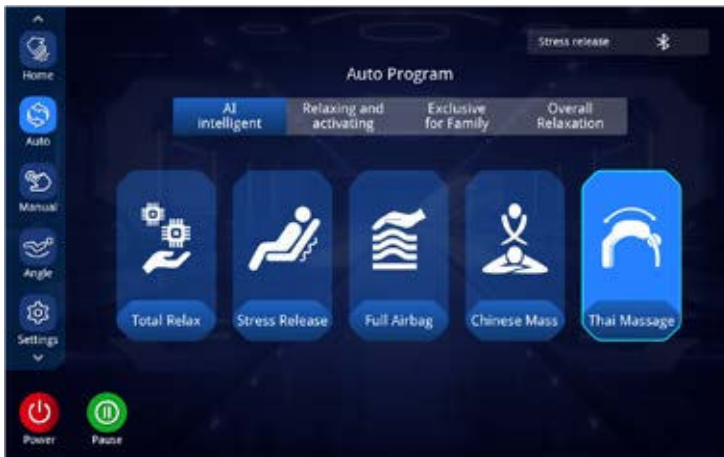 Stress release
Home
Auto Program
AI intelligent
Relaxing and activating
Exclusive for Family
Overall Relaxation
Auto
Manual
Angle
Settings
Total Relax
Stress Release
Full Airbag
Chinese Mass
Thai Massage
Power
Pause